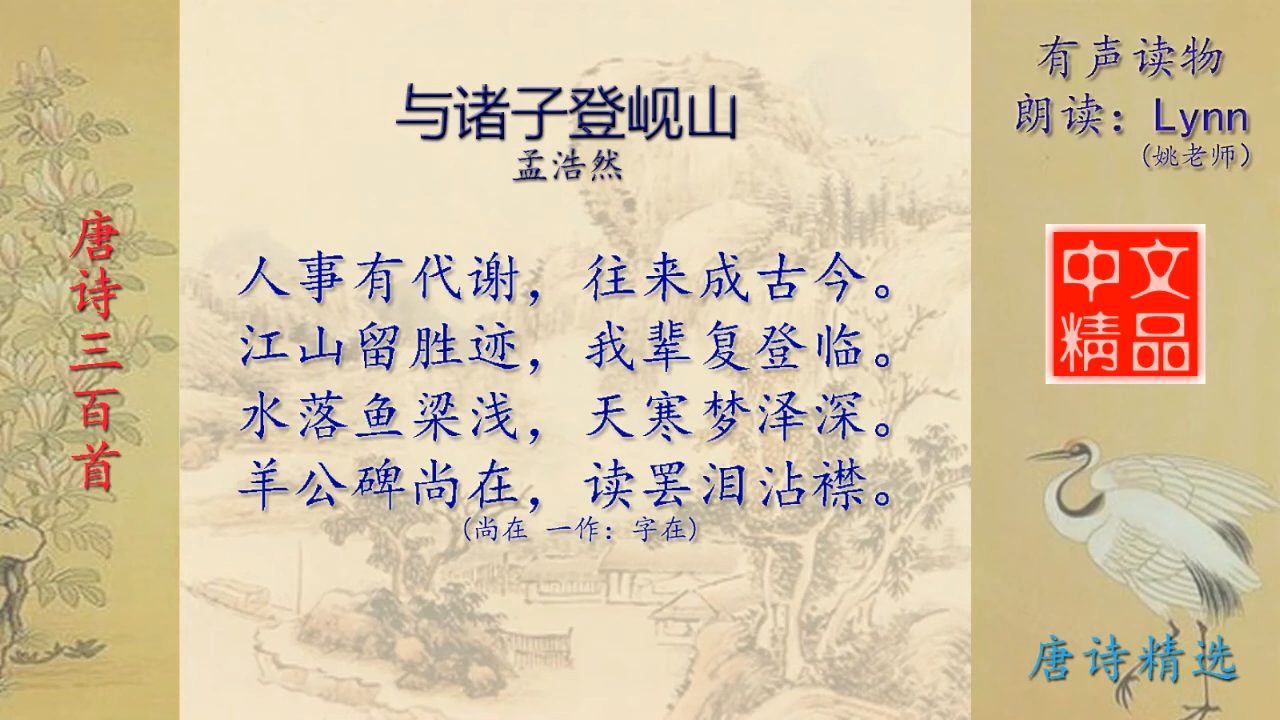 与诸子登岘山
孟浩然
人事有代谢，往来成古今。
江山留胜迹，我辈复登临。
水落鱼梁浅，天寒梦泽深。
羊公碑尚在，读罢泪沾襟。
(尚在 一作：字在)
唐诗三百首
有声读物
朗读：Lynn
(姚老师)
中文
精品
唐诗精选